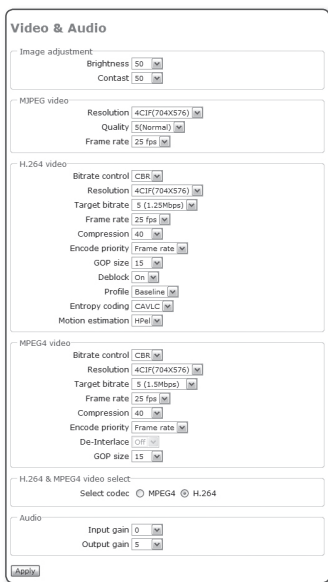 Video & Audio
Image adjustment
Brightness 50
Contast 50
MJPEG video
Resolution 4CIF(704X576)
Quality 5(Normal)
Frame rate 25 fps
H.264 video
Bitrate control CBR
Resolution 4CIF(704X576)
Target bitrate 5 (1.25Mbps)
Frame rate 25 fps
Compression 40
Encode priority Frame rate
GOP size 15
Deblock On
Profile Baseline
Entropy coding CAVLC
Motion estimation HPel
MPEG4 video
Bitrate control CBR
Resolution 4CIF(704X576)
Target bitrate 5 (1.5Mbps)
Frame rate 25 fps
Compression 40
Encode priority Frame rate
De-Interlace Off
GOP size 15
H.264 & MPEG4 video select
Select codec MPEG4 H.264
Audio
Input gain 0
Output gain 5
Apply